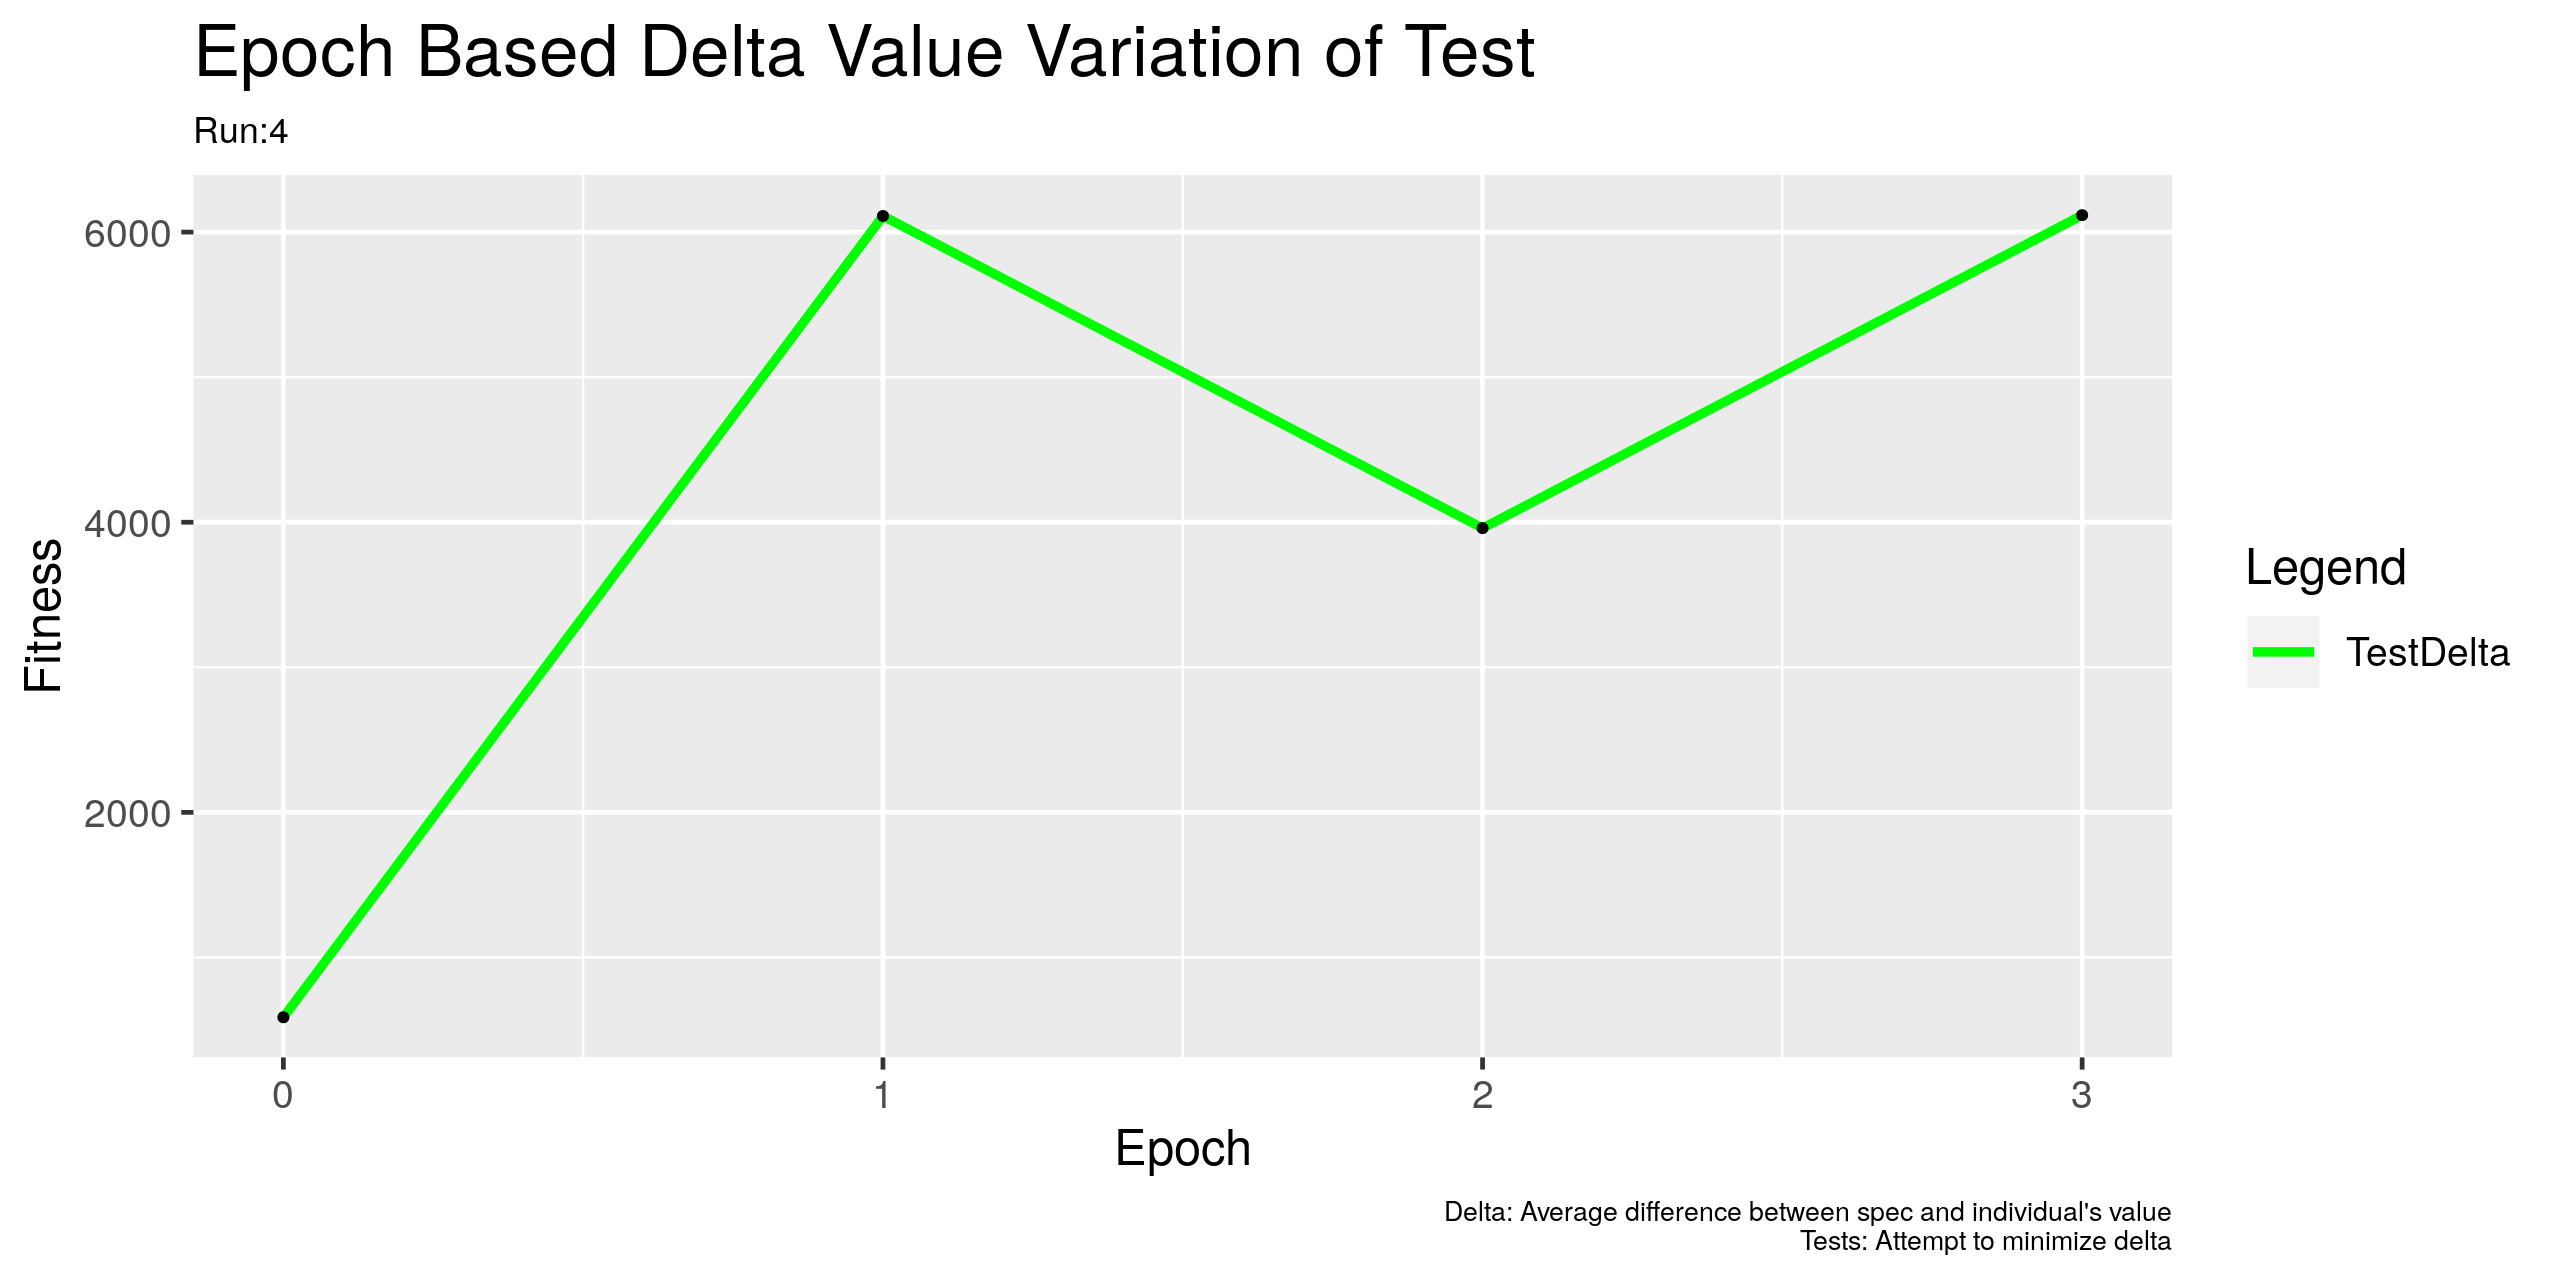 Epoch Based Delta Value Variation of Test
Run:4
Fitness
6000
4000
2000
0
1
2
3
Epoch
Legend
TestDelta
Delta: Average difference between spec and individual's value
Tests: Attempt to minimize delta